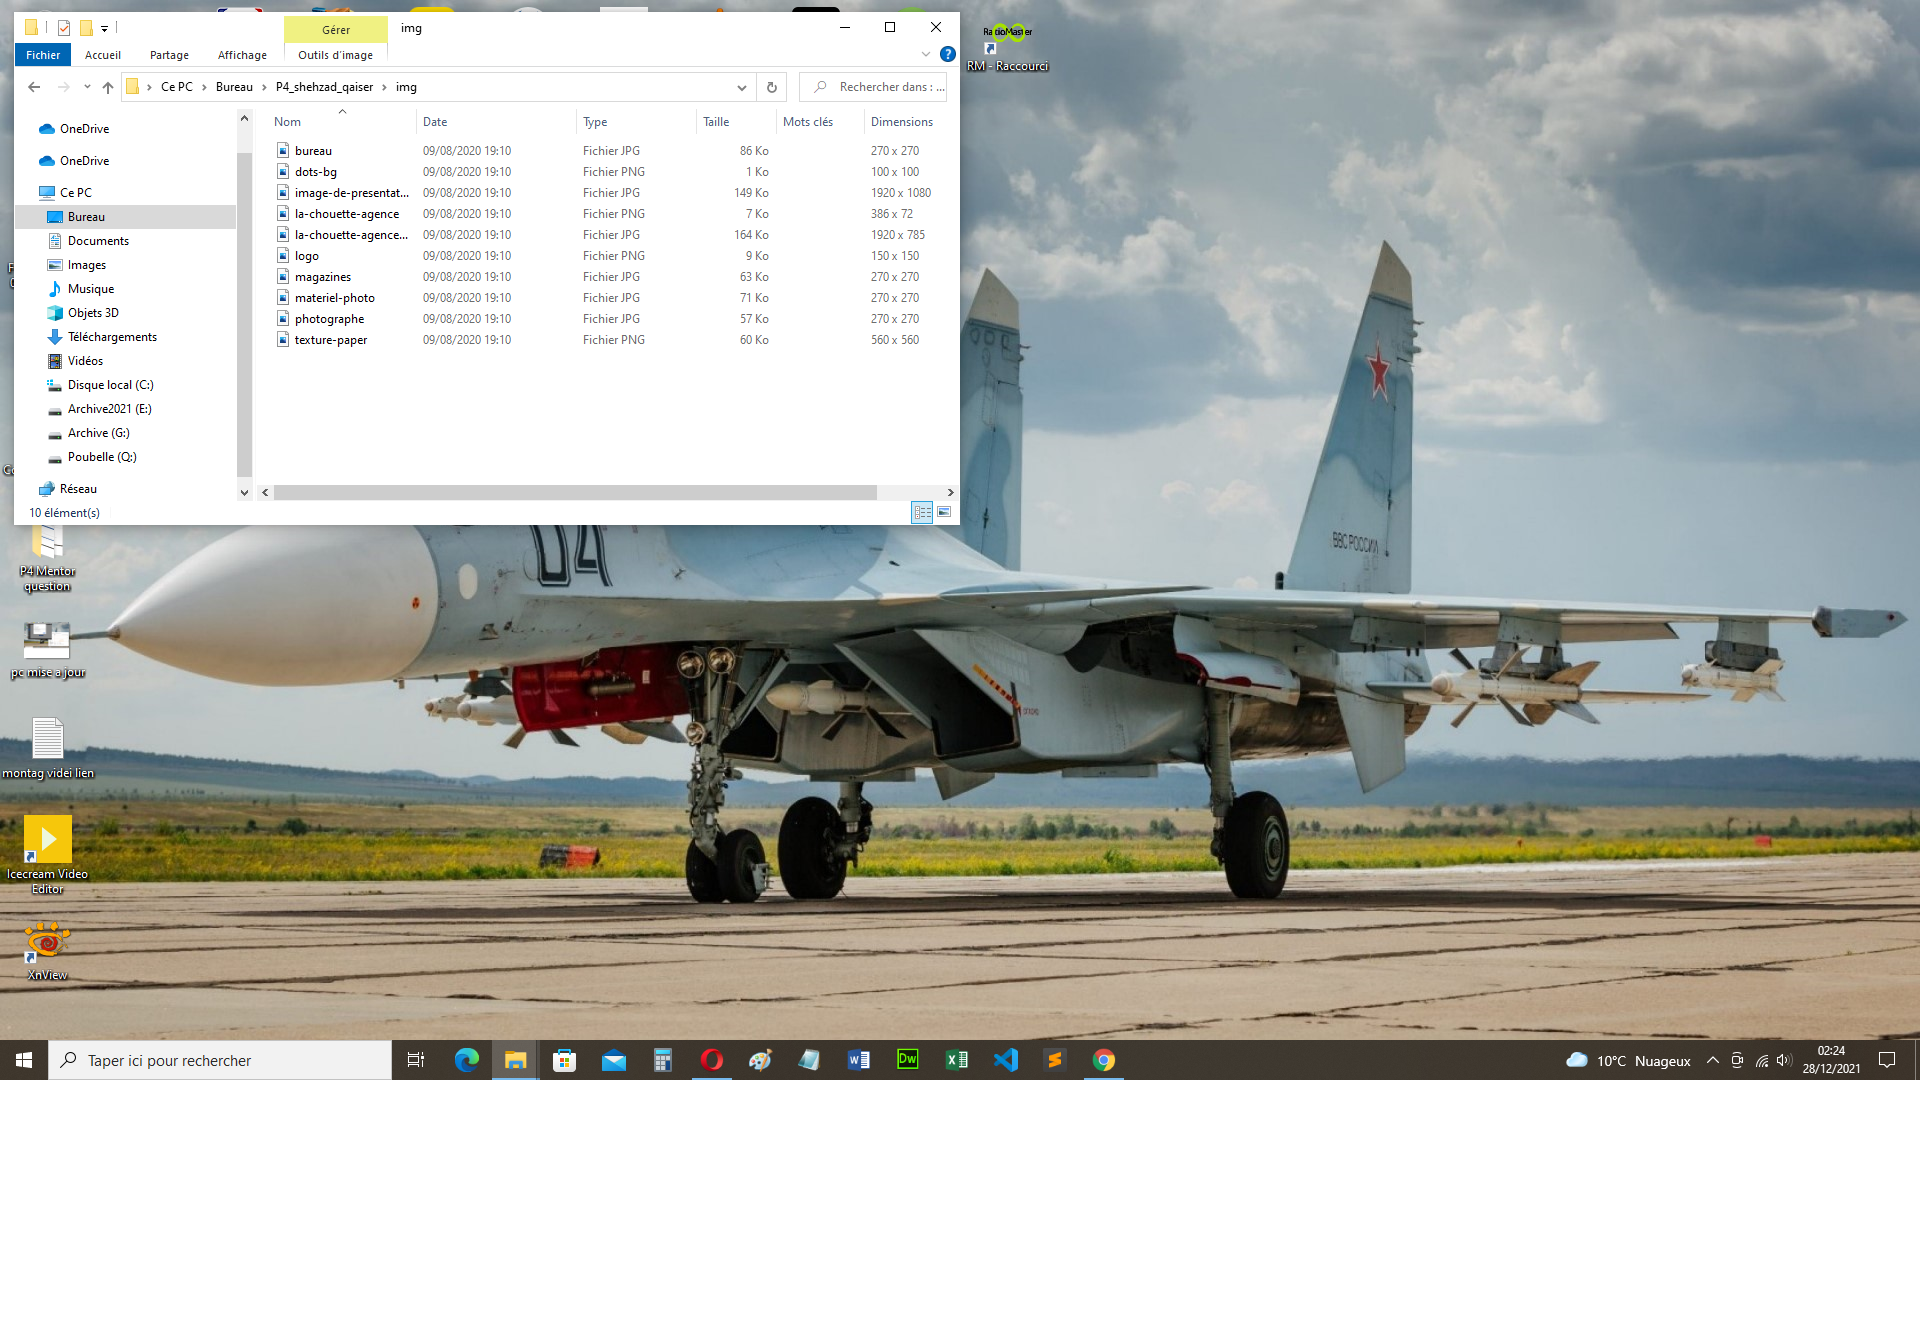 Gérer
img
Fichier
Accueil
Partage
Affichage
Outils d'image
Ce PC
Bureau
P4_shehzad_qaiser
img
Rechercher dans : ...
OneDrive
OneDrive
Ce PC
Bureau
Documents
Images
Musique
Objets 3D
Téléchargements
Vidéos
Disque local (C:)
Archive2021 (E:)
Archive (G:)
Poubelle (Q:)
Réseau
Nom Date Type Taille Mots clés Dimensions
bureau 09/08/2020 19:10 Fichier JPG 86 Ko 270 x 270
dots-bg 09/08/2020 19:10 Fichier PNG 1 Ko 100 x 100
image-de-presentat... 09/08/2020 19:10 Fichier JPG 149 Ko 1920 x 1080
la-chouette-agence 09/08/2020 19:10 Fichier PNG 7 Ko 386 x 72
la-chouette-agence... 09/08/2020 19:10 Fichier JPG 164 Ko 1920 x 785
logo 09/08/2020 19:10 Fichier PNG 9 Ko 150 x 150
magazines 09/08/2020 19:10 Fichier JPG 63 Ko 270 x 270
materiel-photo 09/08/2020 19:10 Fichier JPG 71 Ko 270 x 270
photographe 09/08/2020 19:10 Fichier JPG 57 Ko 270 x 270
texture-paper 09/08/2020 19:10 Fichier PNG 60 Ko 560 x 560
10 élément(s)
RatioMaster
RM - Raccourci
ВВС РОССИИ
04
P4 Mentor
question
pc mise a jour
montag videi lien
Icecream Video
Editor
XnView
Taper ici pour rechercher
Dw
10°C Nuageux
02:24
28/12/2021